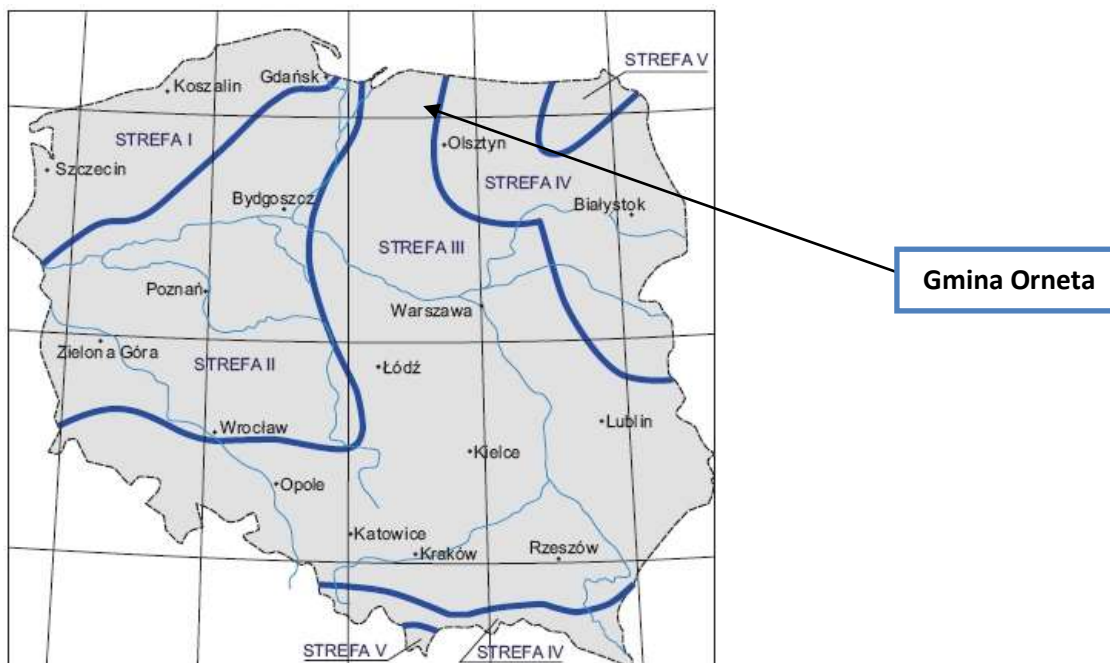 STREFA V
Gdańsk
Koszalin
STREFA I
Olsztyn
Szczecin
STREFA IV
Bydgoszcz
Białystok
STREFA III
Gmina Orneta
Poznań
Warszawa
Zielona Góra
STREFA II
Łódź
Lublin
Wrocław
Kielce
Opole
Katowice
Kraków
Rzeszów
STREFA V
STREFA IV